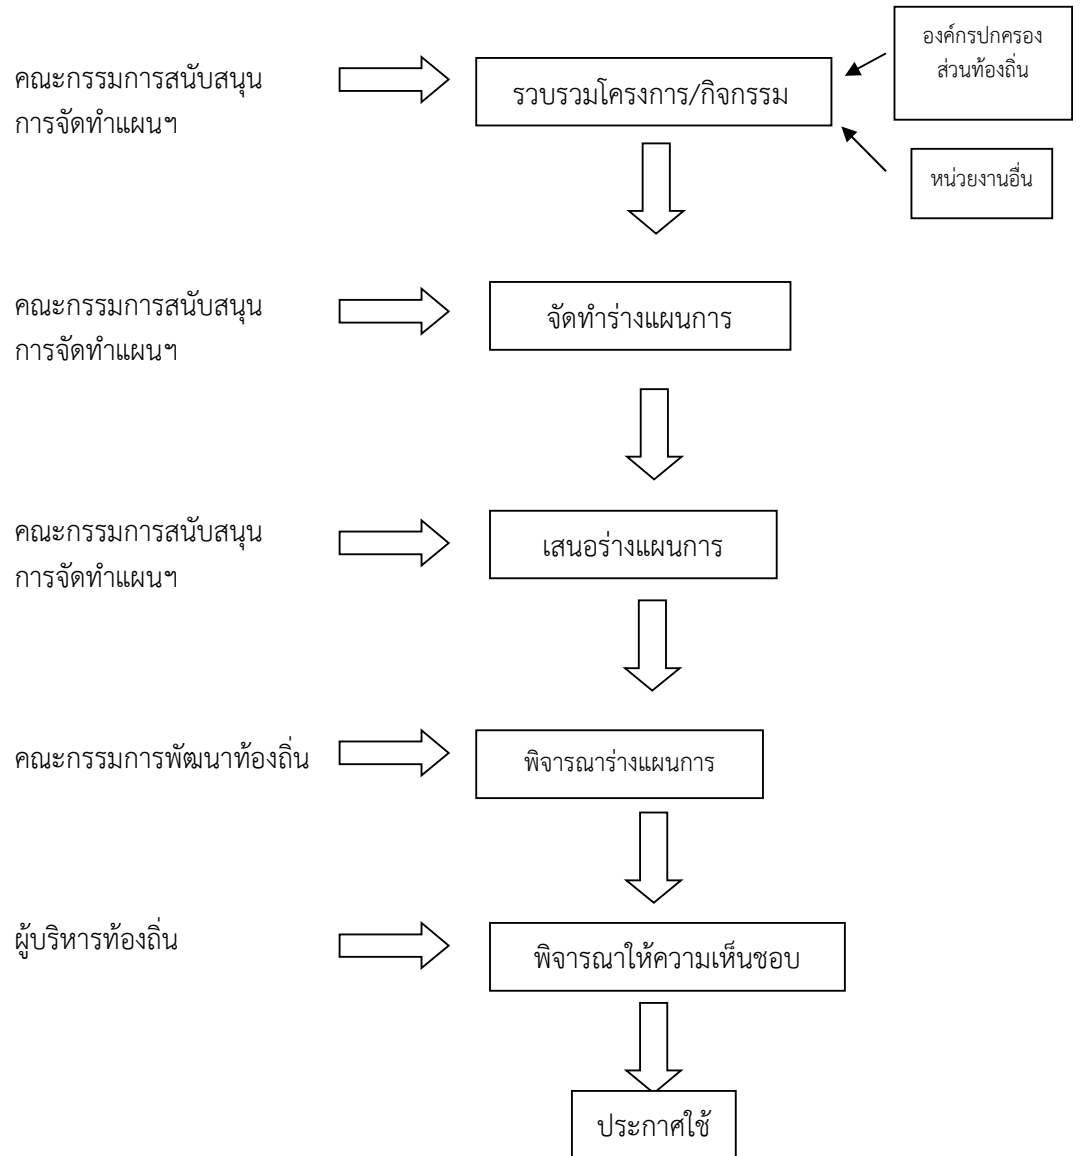 องค์กรปกครอง
ส่วนท้องถิ่น
คณะกรรมการสนับสนุน
การจัดทำแผนฯ
รวบรวมโครงการ/กิจกรรม
หน่วยงานอื่น
คณะกรรมการสนับสนุน
การจัดทำแผนฯ
จัดทำร่างแผนการ
คณะกรรมการสนับสนุน
การจัดทำแผนฯ
เสนอร่างแผนการ
คณะกรรมการพัฒนาท้องถิ่น
พิจารณาร่างแผนการ
ผู้บริหารท้องถิ่น
พิจารณาให้ความเห็นชอบ
ประกาศใช้